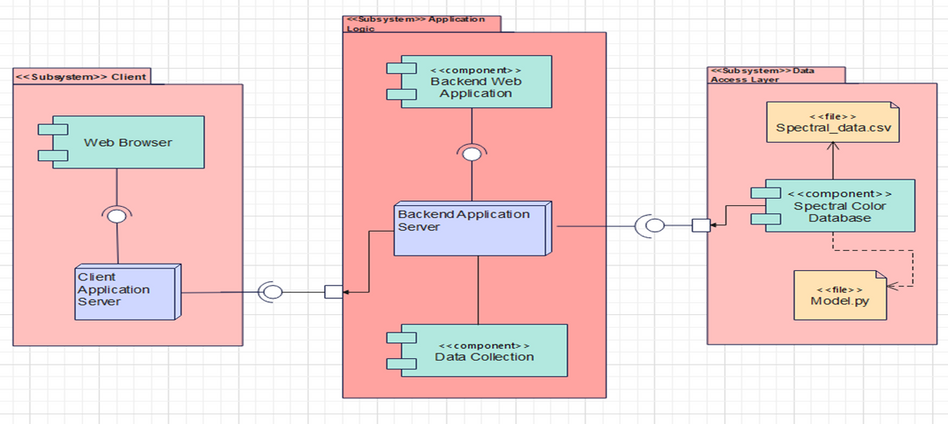 <<Subsystem>> Client
Web Browser
Client
Application
Server
<<Subsystem>> Application
Logic
<<component>>
Backend Web
Application
Backend Application
Server
<<component>>
Data Collection
<<Subsystem>>Data
Access Layer
<<file>>
Spectral_data.csv
<<component>>
Spectral Color
Database
<<file>>
Model.py